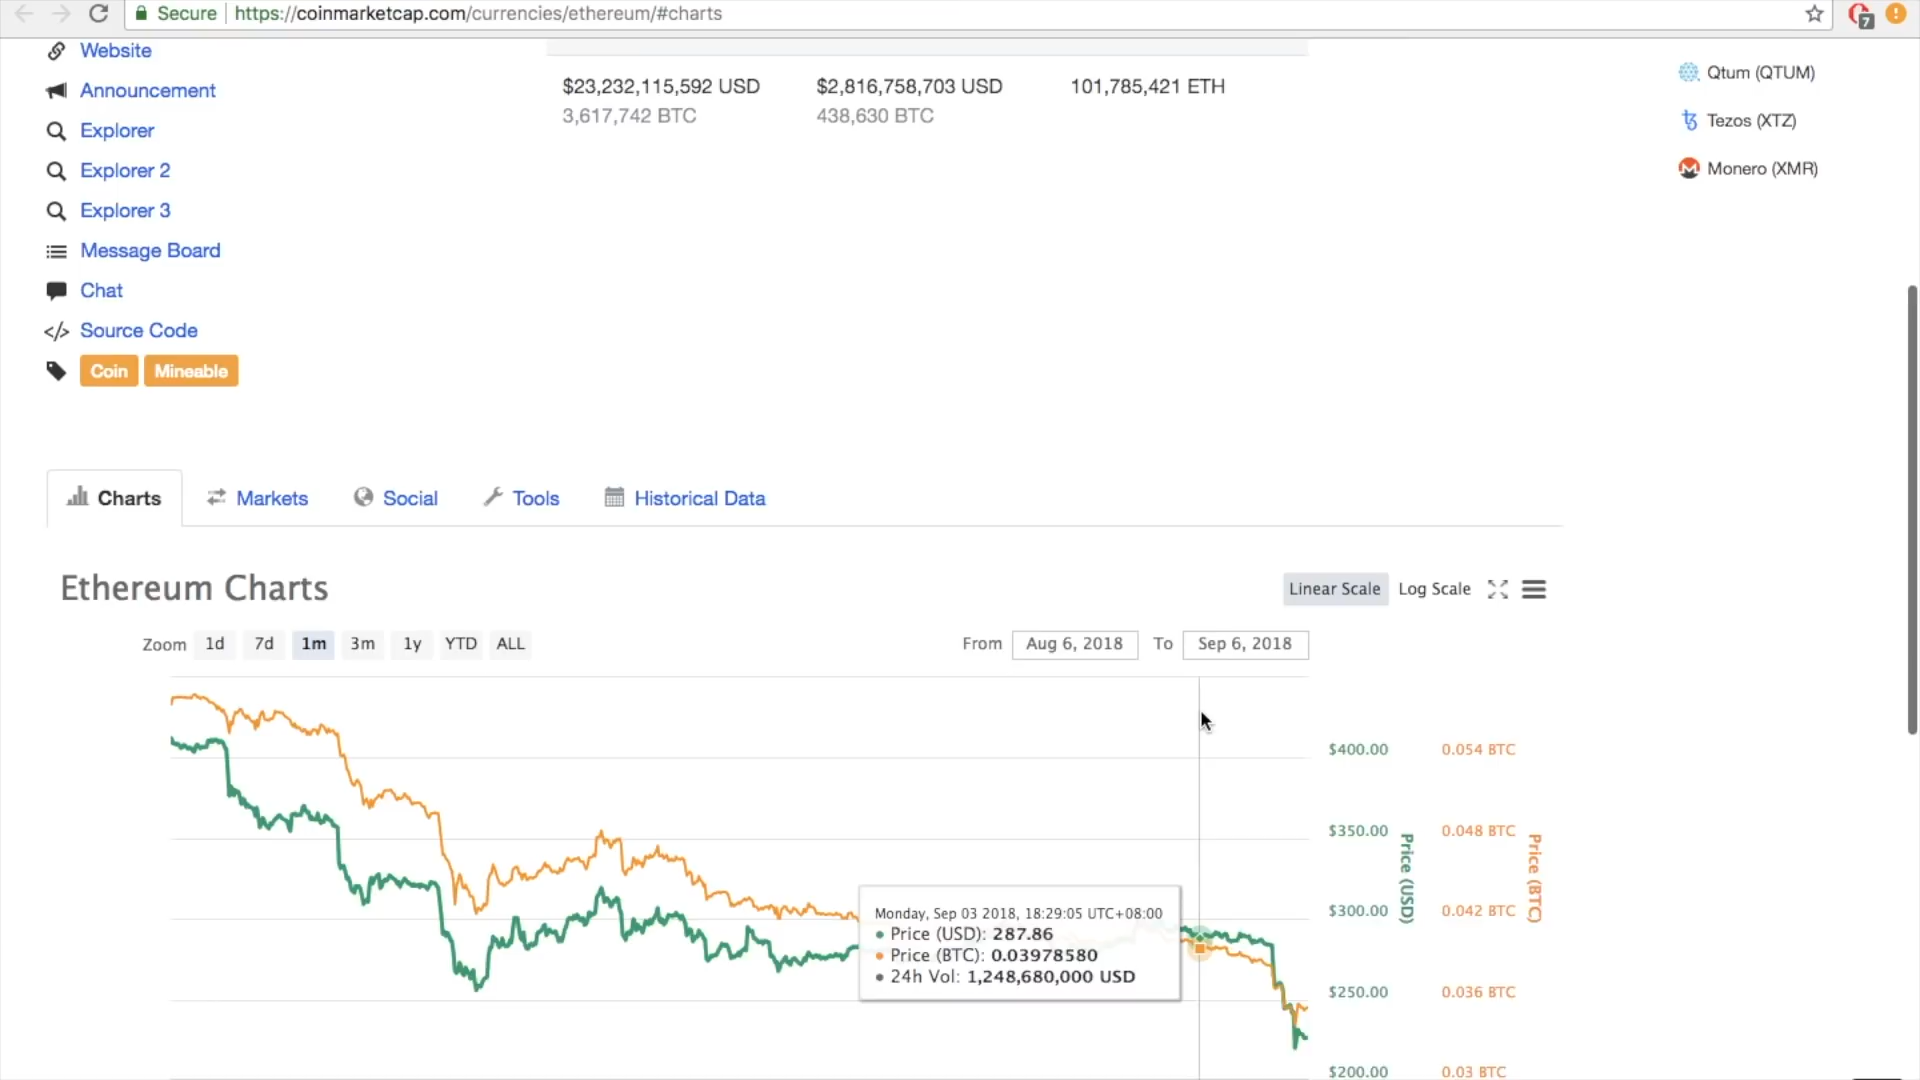 Secure https://coinmarketcap.com/currencies/ethereum/#charts
7
Website
Announcement
Explorer
Explorer 2
Explorer 3
Message Board
Chat
Source Code
Coin Mineable
$23,232,115,592 USD $2,816,758,703 USD 101,785,421 ETH
3,617,742 BTC 438,630 BTC
Qtum (QTUM)
Tezos (XTZ)
Monero (XMR)
Charts Markets Social Tools Historical Data
Ethereum Charts
Linear Scale Log Scale
Zoom 1d 7d 1m 3m 1y YTD ALL From Aug 6, 2018 To Sep 6, 2018
$400.00 0.054 BTC
$350.00 0.048 BTC
$300.00 0.042 BTC
$250.00 0.036 BTC
$200.00 0.03 BTC
Price (USD)
Price (BTC)
Monday, Sep 03 2018, 18:29:05 UTC+08:00
Price (USD): 287.86
Price (BTC): 0.03978580
24h Vol: 1,248,680,000 USD